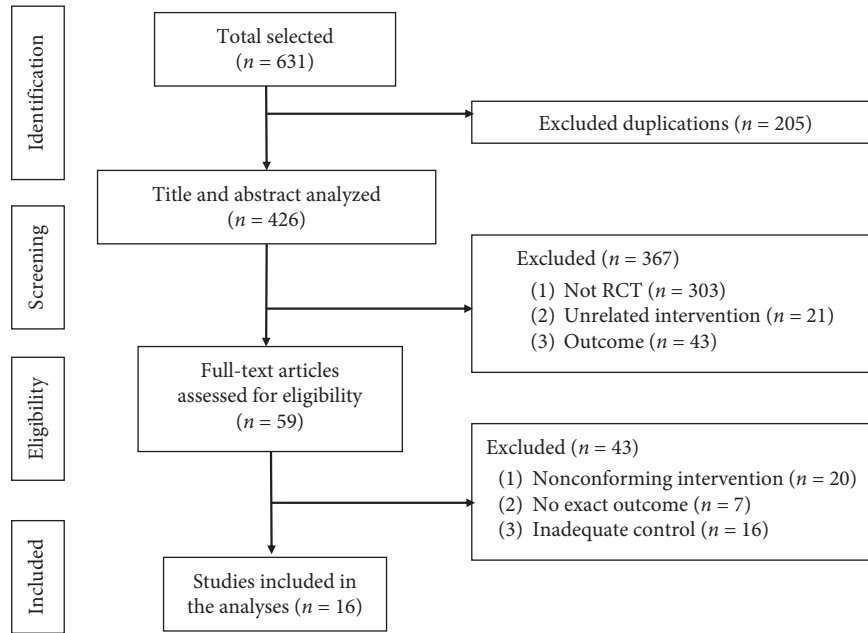 Identification
Total selected
(n = 631)
Excluded duplications (n = 205)
Title and abstract analyzed
(n = 426)
Screening
Excluded (n = 367)
(1) Not RCT (n = 303)
(2) Unrelated intervention (n = 21)
(3) Outcome (n = 43)
Eligibility
Full-text articles
assessed for eligibility
(n = 59)
Excluded (n = 43)
(1) Nonconforming intervention (n = 20)
(2) No exact outcome (n = 7)
(3) Inadequate control (n = 16)
Included
Studies included in
the analyses (n = 16)